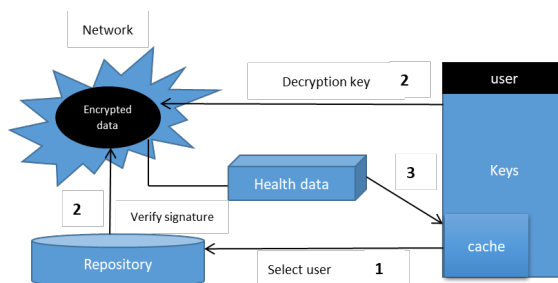 Network
Decryption key 2
user
Encrypted
data
Keys
Health data
3
2
Verify signature
cache
Repository
Select user 1